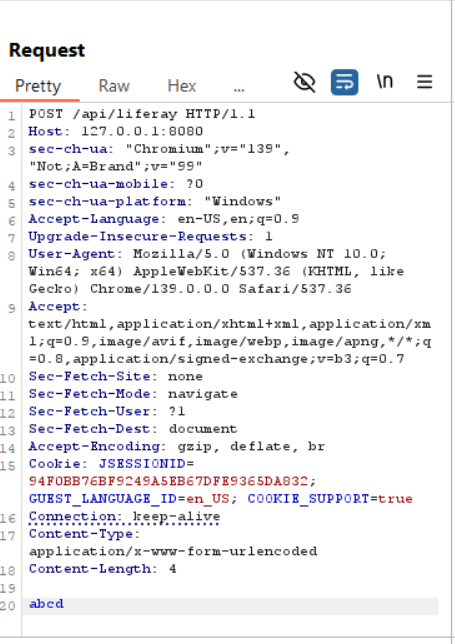 Request
Pretty Raw Hex ... \n
1 POST /api/liferay HTTP/1.1
2 Host: 127.0.0.1:8080
3 sec-ch-ua: "Chromium";v="139",
"Not;A=Brand";v="99"
4 sec-ch-ua-mobile: ?0
5 sec-ch-ua-platform: "Windows"
6 Accept-Language: en-US,en;q=0.9
7 Upgrade-Insecure-Requests: 1
8 User-Agent: Mozilla/5.0 (Windows NT 10.0;
Win64; x64) AppleWebKit/537.36 (KHTML, like
Gecko) Chrome/139.0.0.0 Safari/537.36
9 Accept:
text/html,application/xhtml+xml,application/xm
l;q=0.9,image/avif,image/webp,image/apng,*/*;q
=0.8,application/signed-exchange;v=b3;q=0.7
10 Sec-Fetch-Site: none
11 Sec-Fetch-Mode: navigate
12 Sec-Fetch-User: ?1
13 Sec-Fetch-Dest: document
14 Accept-Encoding: gzip, deflate, br
15 Cookie: JSESSIONID=
94F0BB76BF9249A5EB67DFE9365DA832;
GUEST_LANGUAGE_ID=en_US; COOKIE_SUPPORT=true
16 Connection: keep-alive
17 Content-Type:
application/x-www-form-urlencoded
18 Content-Length: 4
19
20 abcd